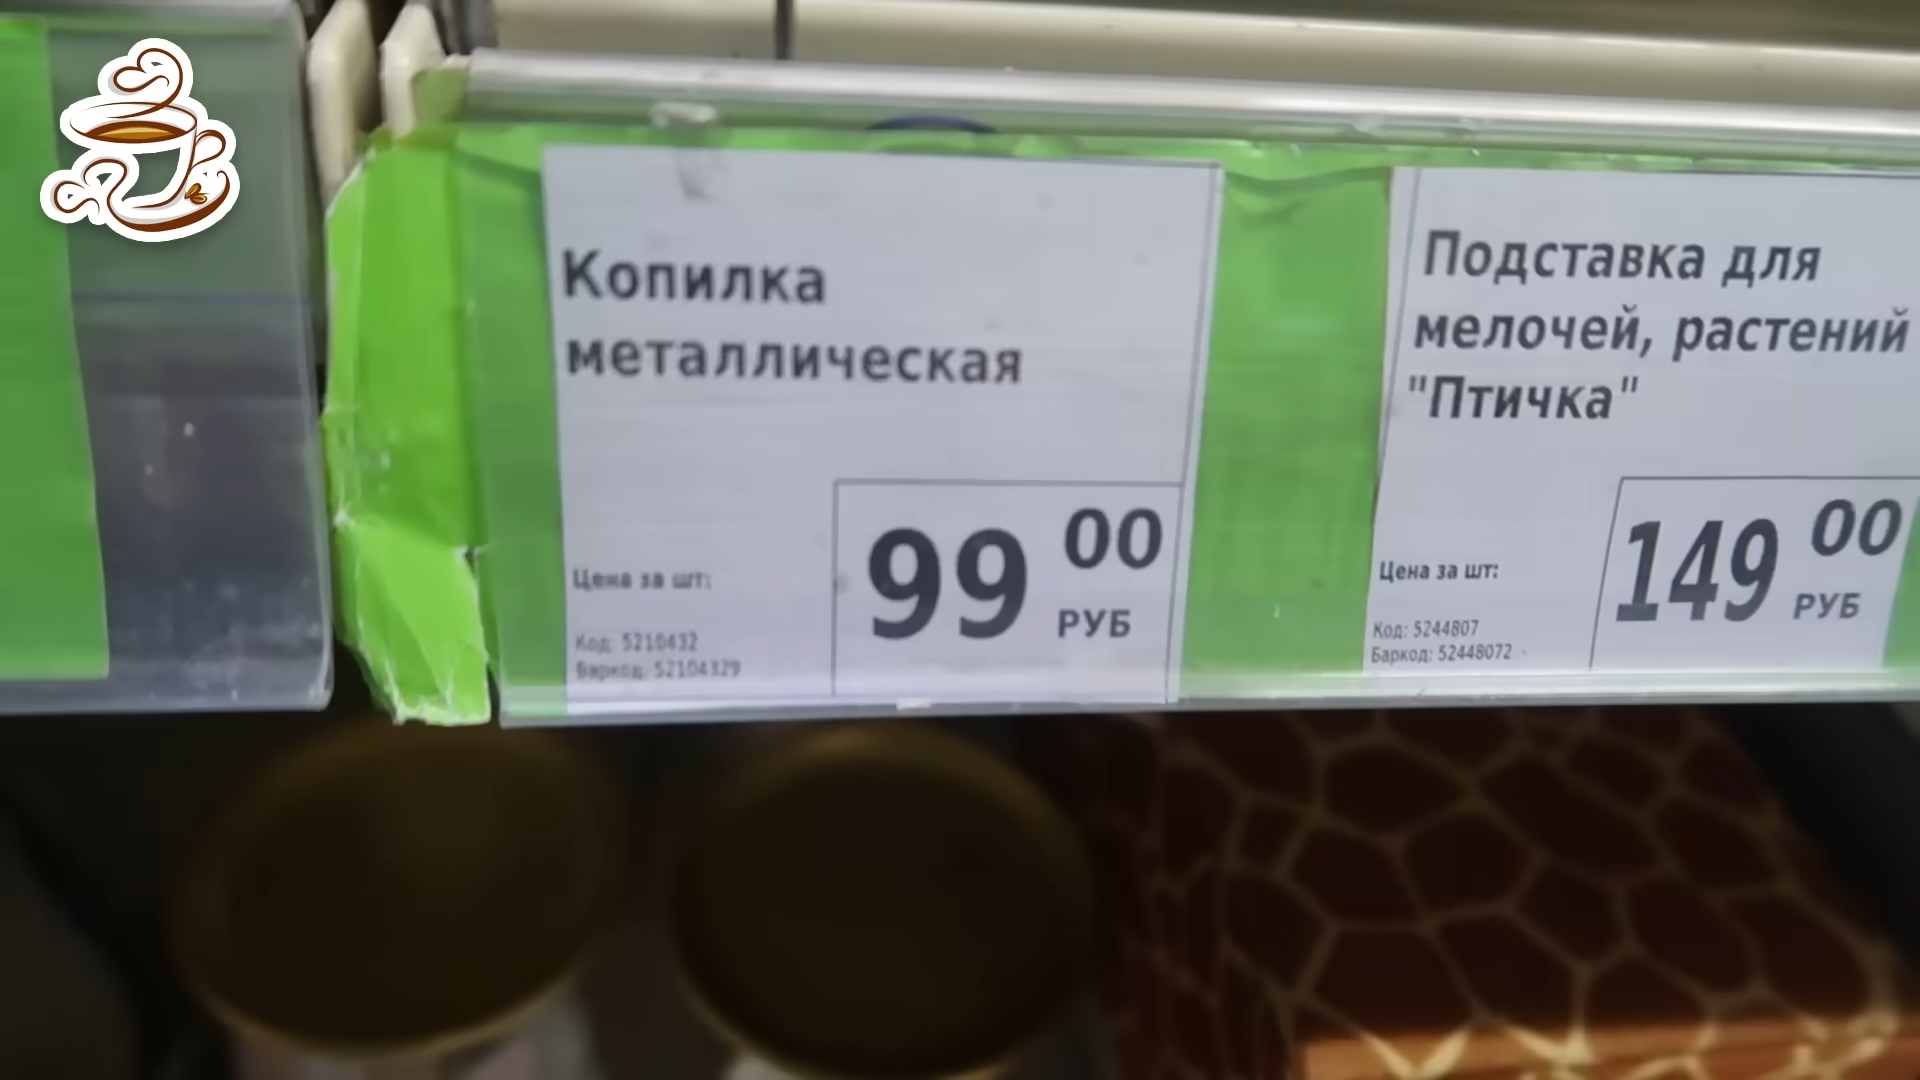 Копилка
металлическая
99 00
РУБ
Цена за шт:
Код: 5210432
Баркод: 52104329
Подставка для
мелочей, растений
"Птичка"
149 00
РУБ
Цена за шт:
Код: 5244807
Баркод: 52448072